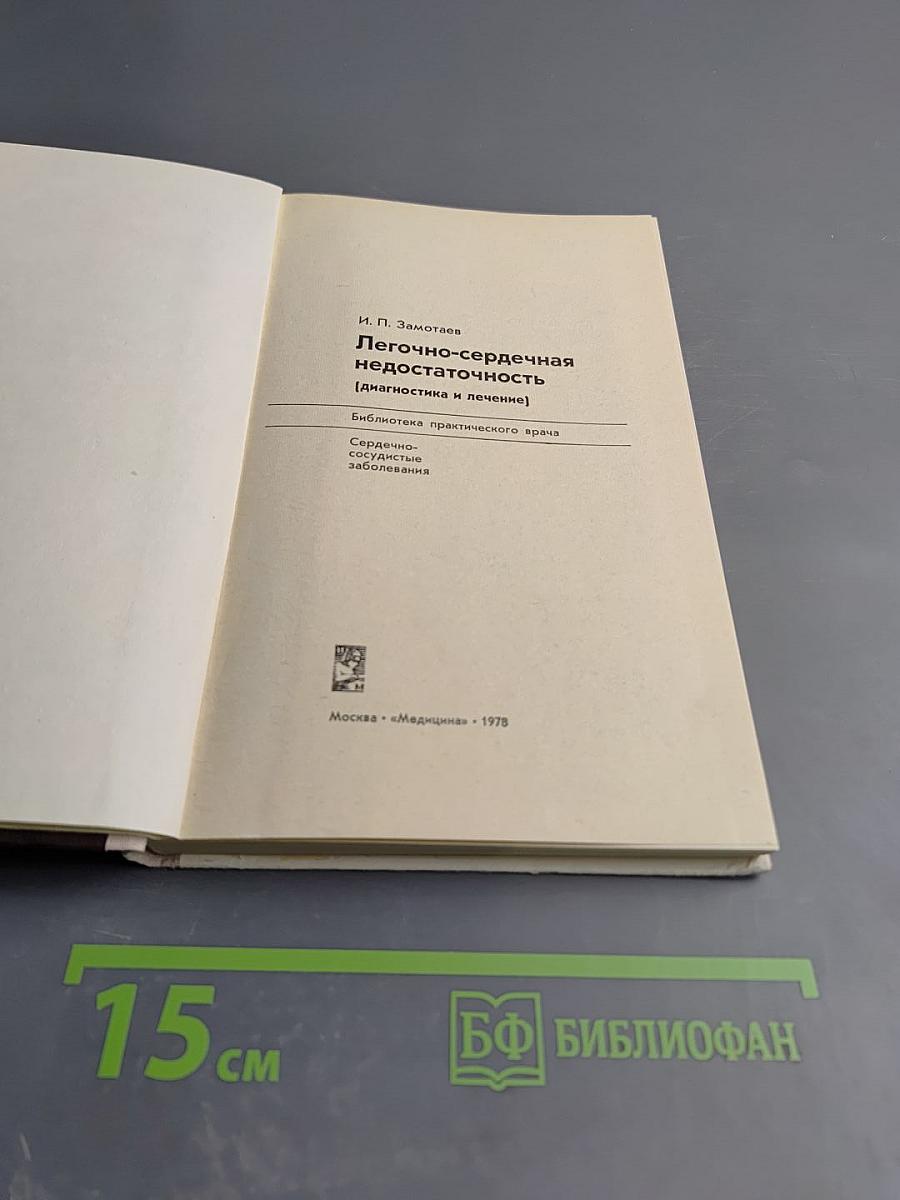 И. П. Замотаев
Легочно-сердечная
недостаточность
(диагностика и лечение)
Библиотека практического врача
Сердечно-
сосудистые
заболевания
М
Москва • «Медицина» • 1978
15 см
БФ БИБЛИОФАН